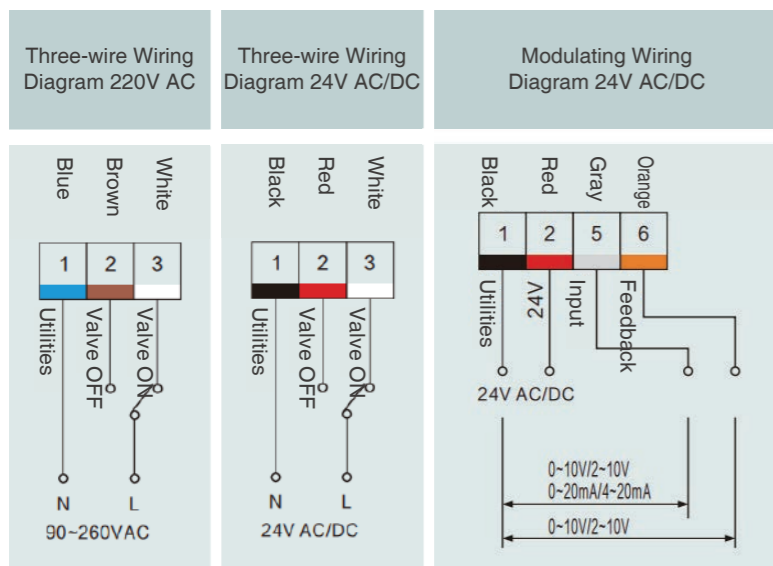 Three-wire Wiring
Diagram 220V AC
Three-wire Wiring
Diagram 24V AC/DC
Modulating Wiring
Diagram 24V AC/DC
Blue
Brown
White
1 2 3
Utilities
Valve OFF
Valve ON
N L
90~260VAC
Black
Red
White
1 2 3
Utilities
Valve OFF
Valve ON
N L
24V AC/DC
Black
Red
Gray
Orange
1 2 5 6
Utilities
24V
Input
Feedback
24V AC/DC
0~10V/2~10V
0~20mA/4~20mA
0~10V/2~10V